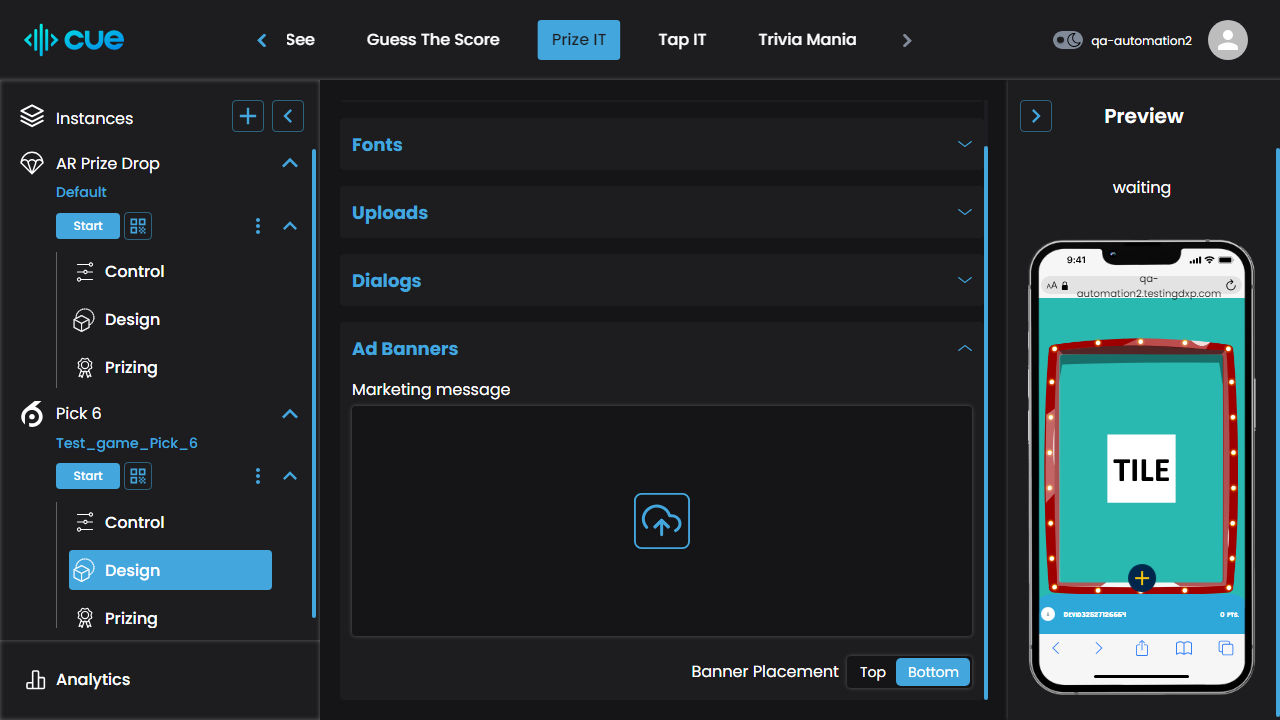 cue
See
Guess The Score
Prize IT
Tap IT
Trivia Mania
qa-automation2
Instances
AR Prize Drop
Default
Start
Control
Design
Prizing
Pick 6
Test_game_Pick_6
Start
Control
Design
Prizing
Analytics
Fonts
Uploads
Dialogs
Ad Banners
Marketing message
Banner Placement
Top
Bottom
Preview
waiting
9:41
AA
qa-
automation2.testingdxp.com
TILE
0 PTS.